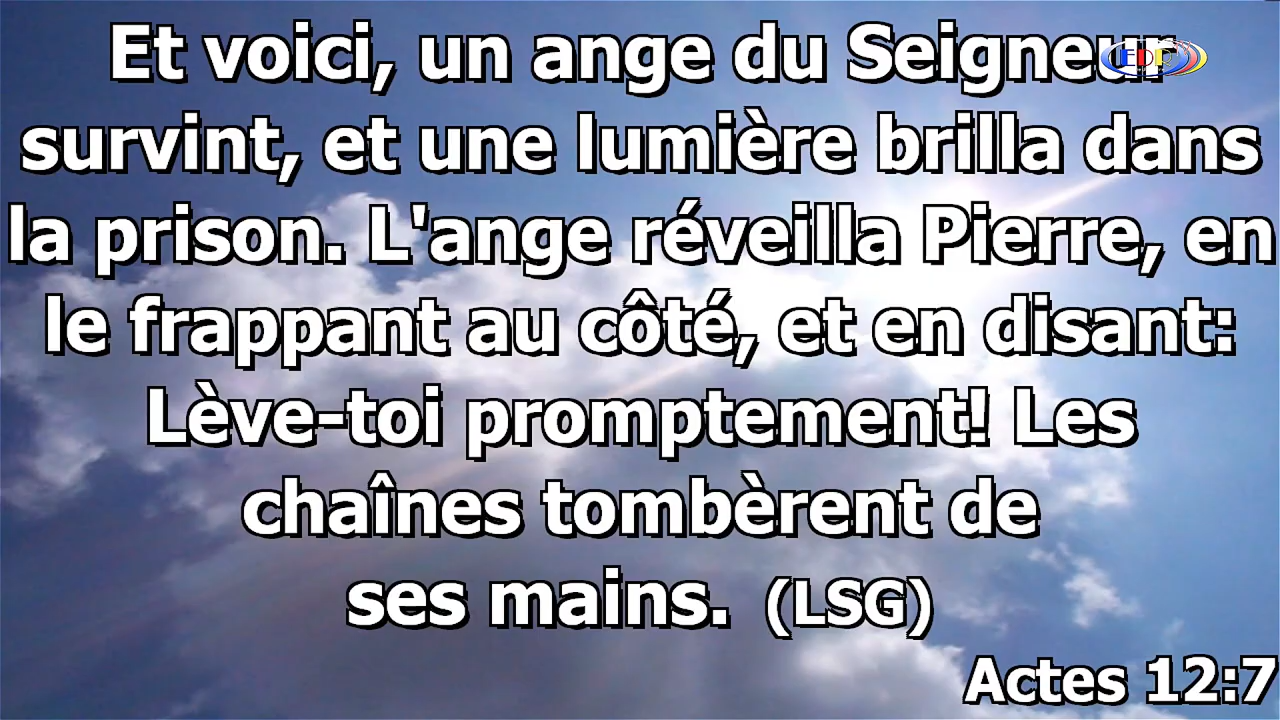 Et voici, un ange du Seigneur
survint, et une lumière brilla dans
la prison. L'ange réveilla Pierre, en
le frappant au côté, et en disant:
Lève-toi promptement! Les
chaînes tombèrent de
ses mains. (LSG)
Actes 12:7